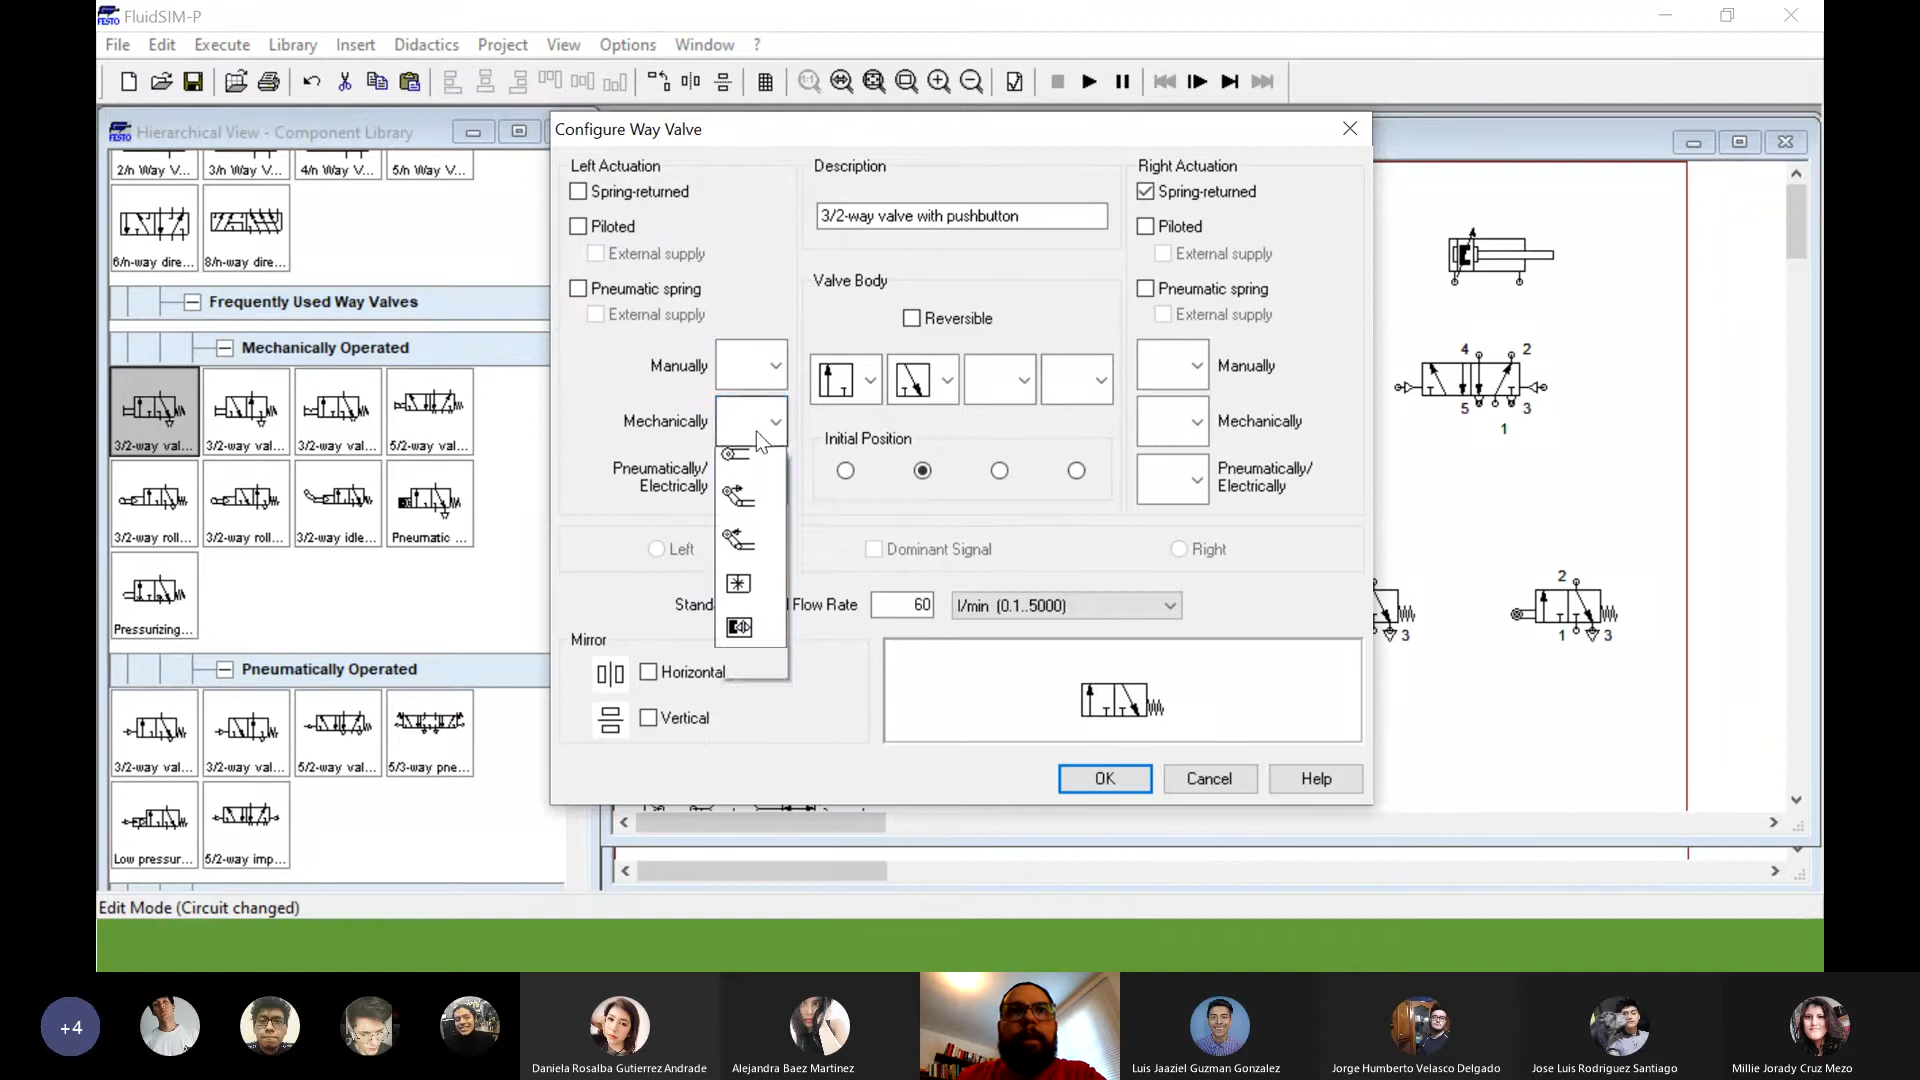 FluidSIM-P
FESTO
File Edit Execute Library Insert Didactics Project View Options Window ?
Hierarchical View - Component Library
FESTO
2/n Way V... 3/n Way V... 4/n Way V... 5/n Way V...
6/n-way dire... 8/n-way dire...
Frequently Used Way Valves
Mechanically Operated
3/2-way val... 3/2-way val... 3/2-way val... 5/2-way val...
3/2-way roll... 3/2-way roll... 3/2-way idle... Pneumatic ...
Pressurizing...
Pneumatically Operated
3/2-way val... 3/2-way val... 5/2-way val... 5/3-way pne...
Low pressur... 5/2-way imp...
Configure Way Valve
Left Actuation
Spring-returned
Piloted
External supply
Pneumatic spring
External supply
Manually
Mechanically
Pneumatically/
Electrically
Description
3/2-way valve with pushbutton
Valve Body
Reversible
Initial Position
Right Actuation
Spring-returned
Piloted
External supply
Pneumatic spring
External supply
Manually
Mechanically
Pneumatically/
Electrically
Left Dominant Signal Right
Flow Rate 60 l/min (0.1..5000)
Mirror
Horizontal
Vertical
OK Cancel Help
4 2
5 3
1
3
2
1 3
Edit Mode (Circuit changed)
+4
Daniela Rosalba Gutierrez Andrade
Alejandra Baez Martinez
Luis Jaaziel Guzman Gonzalez
Jorge Humberto Velasco Delgado
Jose Luis Rodriguez Santiago
Millie Jorady Cruz Mezo